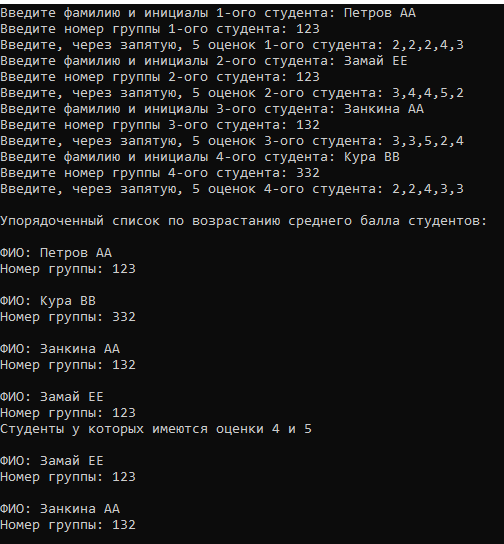 Введите фамилию и инициалы 1-ого студента: Петров АА
Введите номер группы 1-ого студента: 123
Введите, через запятую, 5 оценок 1-ого студента: 2,2,2,4,3
Введите фамилию и инициалы 2-ого студента: Замай ЕЕ
Введите номер группы 2-ого студента: 123
Введите, через запятую, 5 оценок 2-ого студента: 3,4,4,5,2
Введите фамилию и инициалы 3-ого студента: Занкина АА
Введите номер группы 3-ого студента: 132
Введите, через запятую, 5 оценок 3-ого студента: 3,3,5,2,4
Введите фамилию и инициалы 4-ого студента: Кура ВВ
Введите номер группы 4-ого студента: 332
Введите, через запятую, 5 оценок 4-ого студента: 2,2,4,3,3
Упорядоченный список по возрастанию среднего балла студентов:
ФИО: Петров АА
Номер группы: 123
ФИО: Кура ВВ
Номер группы: 332
ФИО: Занкина АА
Номер группы: 132
ФИО: Замай ЕЕ
Номер группы: 123
Студенты у которых имеются оценки 4 и 5
ФИО: Замай ЕЕ
Номер группы: 123
ФИО: Занкина АА
Номер группы: 132